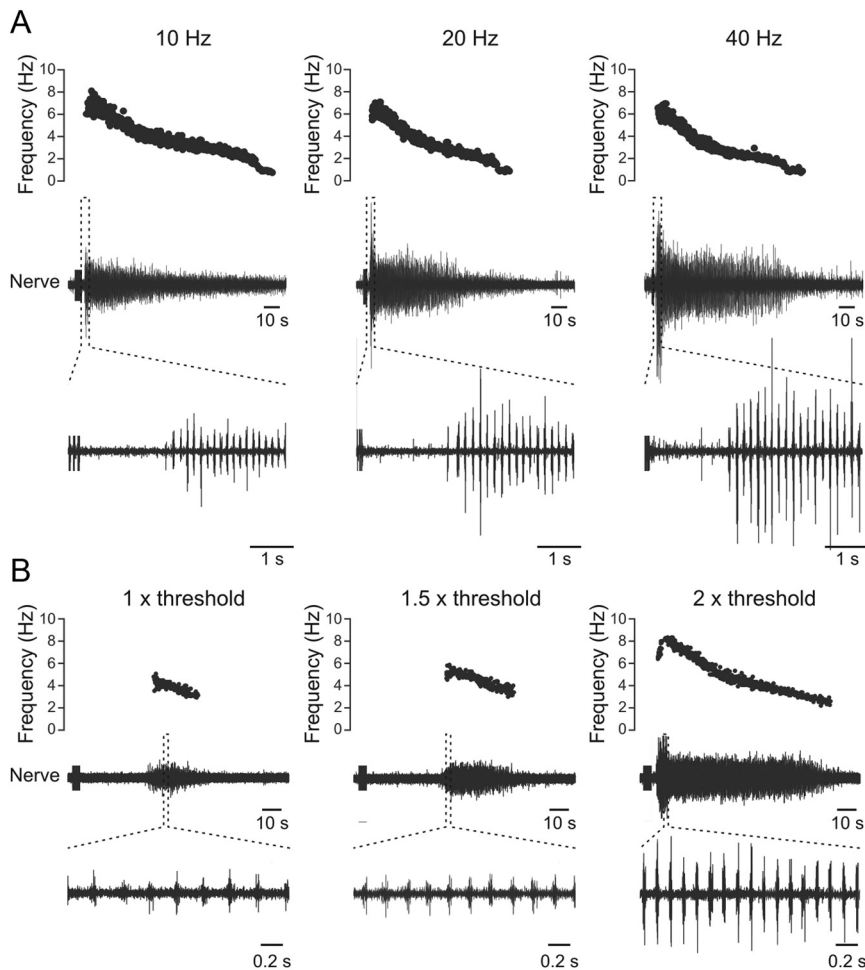 A
10 Hz
20 Hz
40 Hz
Frequency (Hz)
10
8
6
4
2
0
Frequency (Hz)
10
8
6
4
2
0
Frequency (Hz)
10
8
6
4
2
0
Nerve
10 s
10 s
10 s
1 s
1 s
1 s
B
1 x threshold
1.5 x threshold
2 x threshold
Frequency (Hz)
10
8
6
4
2
0
Frequency (Hz)
10
8
6
4
2
0
Frequency (Hz)
10
8
6
4
2
0
Nerve
10 s
10 s
10 s
0.2 s
0.2 s
0.2 s